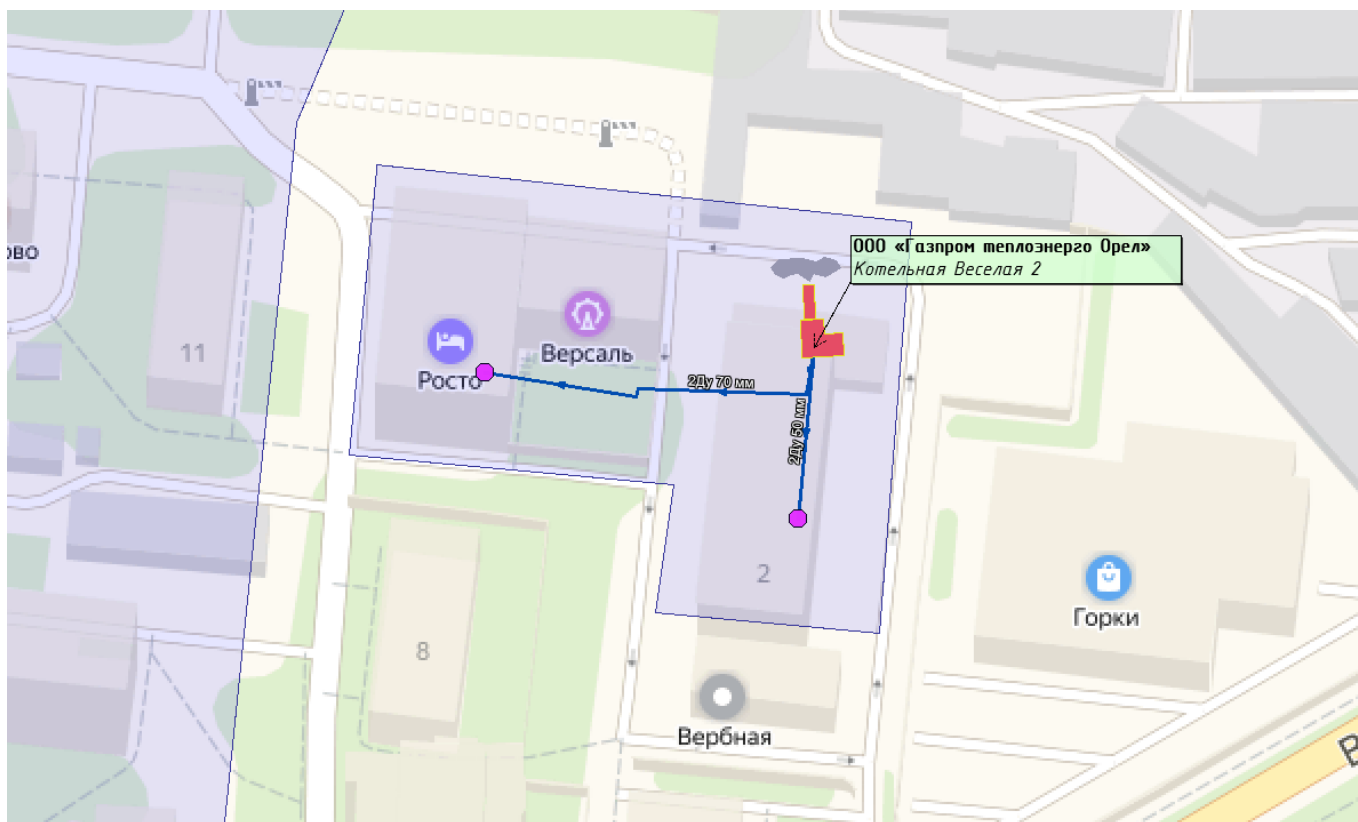 ООО «Газпром теплоэнерго Орел»
Котельная Веселая 2
ово
11
Версаль
Росто
2Ду 70 мм
2Ду 50 мм
2
Горки
8
Вербная
В